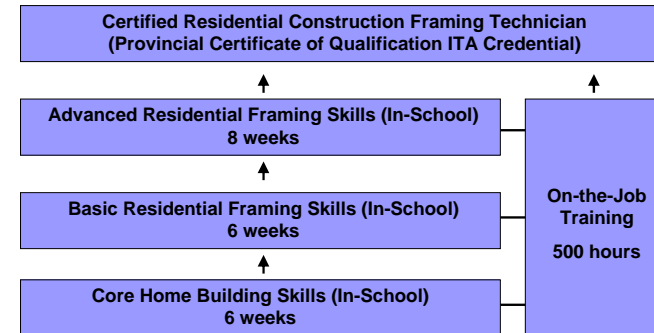 Certified Residential Construction Framing Technician
(Provincial Certificate of Qualification ITA Credential)
Advanced Residential Framing Skills (In-School)
8 weeks
Basic Residential Framing Skills (In-School)
6 weeks
Core Home Building Skills (In-School)
6 weeks
On-the-Job
Training
500 hours